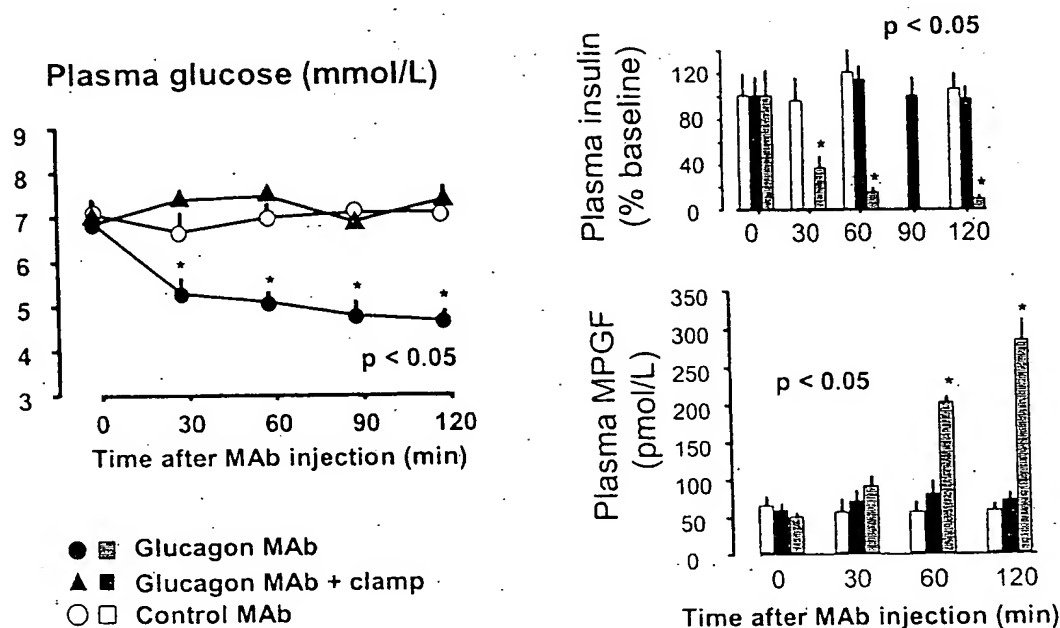 Plasma glucose (mmol/L)
9
8
7
6
5
4
3
*
*
*
*
p < 0.05
0 30 60 90 120
Time after MAb injection (min)
Glucagon MAb
Glucagon MAb + clamp
Control MAb
p < 0.05
Plasma insulin
(% baseline)
120
80
40
0
*
*
*
0 30 60 90 120
Plasma MPGF
(pmol/L)
350
300
250
200
150
100
50
0
p < 0.05
*
*
0 30 60 120
Time after MAb injection (min)